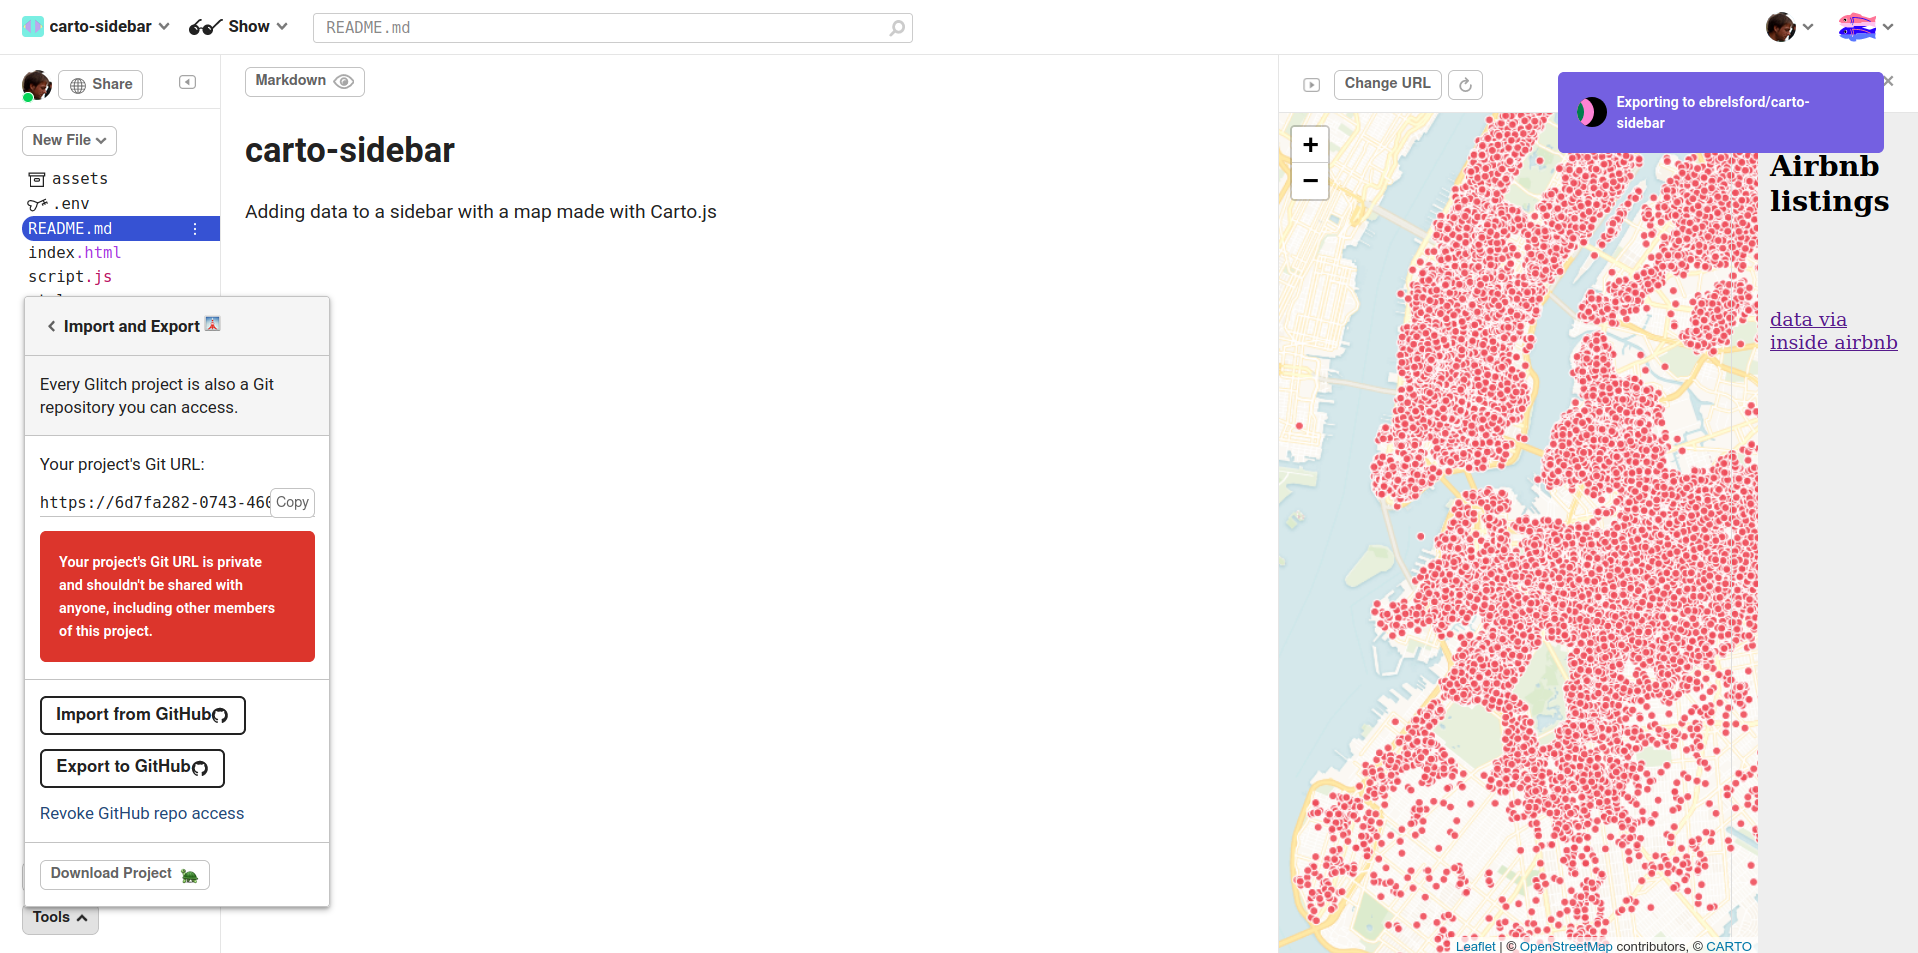 carto-sidebar
Show
README.md
Share
New File
assets
.env
README.md
index.html
script.js
Import and Export
Every Glitch project is also a Git
repository you can access.
Your project's Git URL:
https://6d7fa282-0743-460
Copy
Your project's Git URL is private
and shouldn't be shared with
anyone, including other members
of this project.
Import from GitHub
Export to GitHub
Revoke GitHub repo access
Download Project
Tools
Markdown
carto-sidebar
Adding data to a sidebar with a map made with Carto.js
Change URL
Exporting to ebrelsford/carto-
sidebar
+
−
Airbnb
listings
data via
inside airbnb
Leaflet | © OpenStreetMap contributors, © CARTO